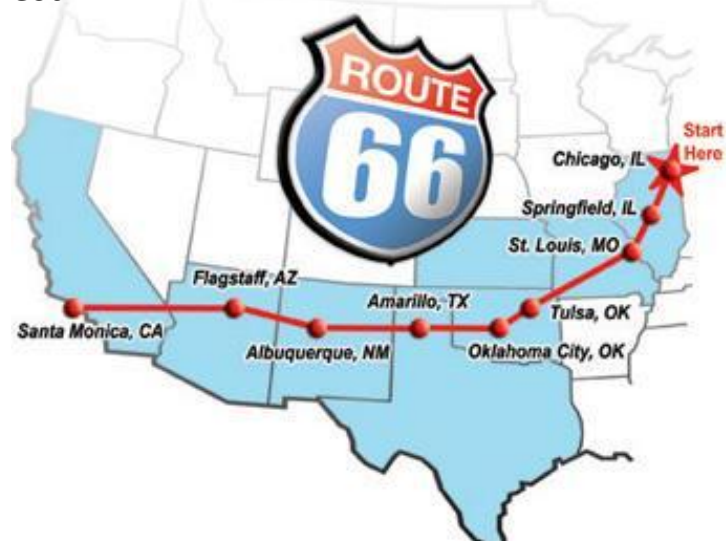 ROUTE
66
Start
Here
Chicago, IL
Springfield, IL
St. Louis, MO
Flagstaff, AZ
Amarillo, TX
Tulsa, OK
Santa Monica, CA
Albuquerque, NM
Oklahoma City, OK